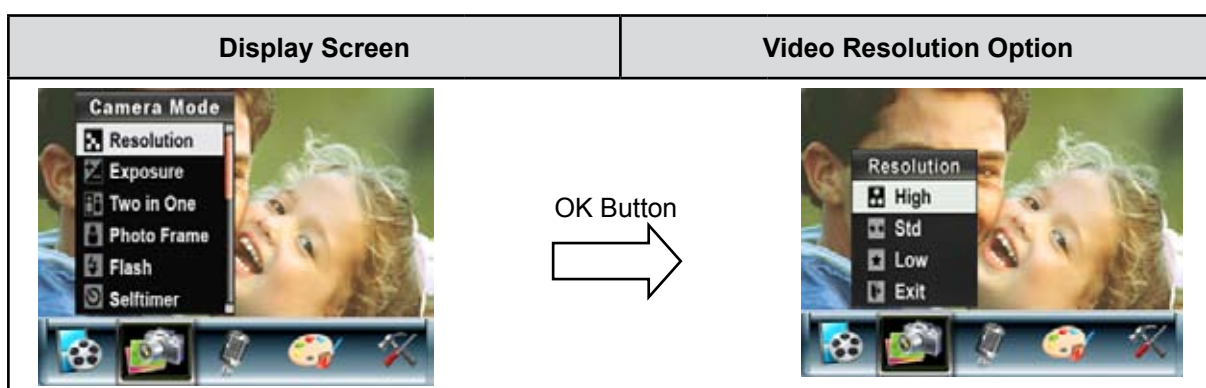 Display Screen
Video Resolution Option
Camera Mode
Resolution
Exposure
Two in One
Photo Frame
Flash
Selftimer
OK Button
Resolution
High
Std
Low
Exit